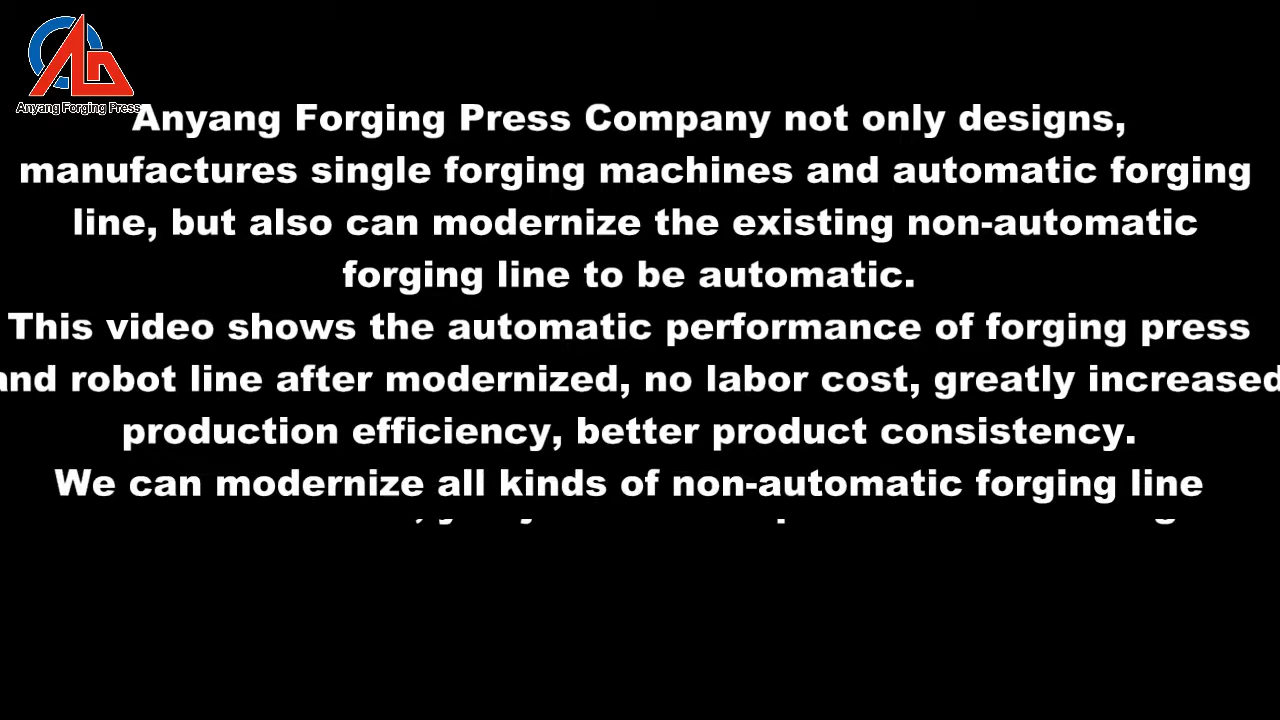 Anyang Forging Press
Anyang Forging Press Company not only designs,
manufactures single forging machines and automatic forging
line, but also can modernize the existing non-automatic
forging line to be automatic.
This video shows the automatic performance of forging press
and robot line after modernized, no labor cost, greatly increased
production efficiency, better product consistency.
We can modernize all kinds of non-automatic forging line